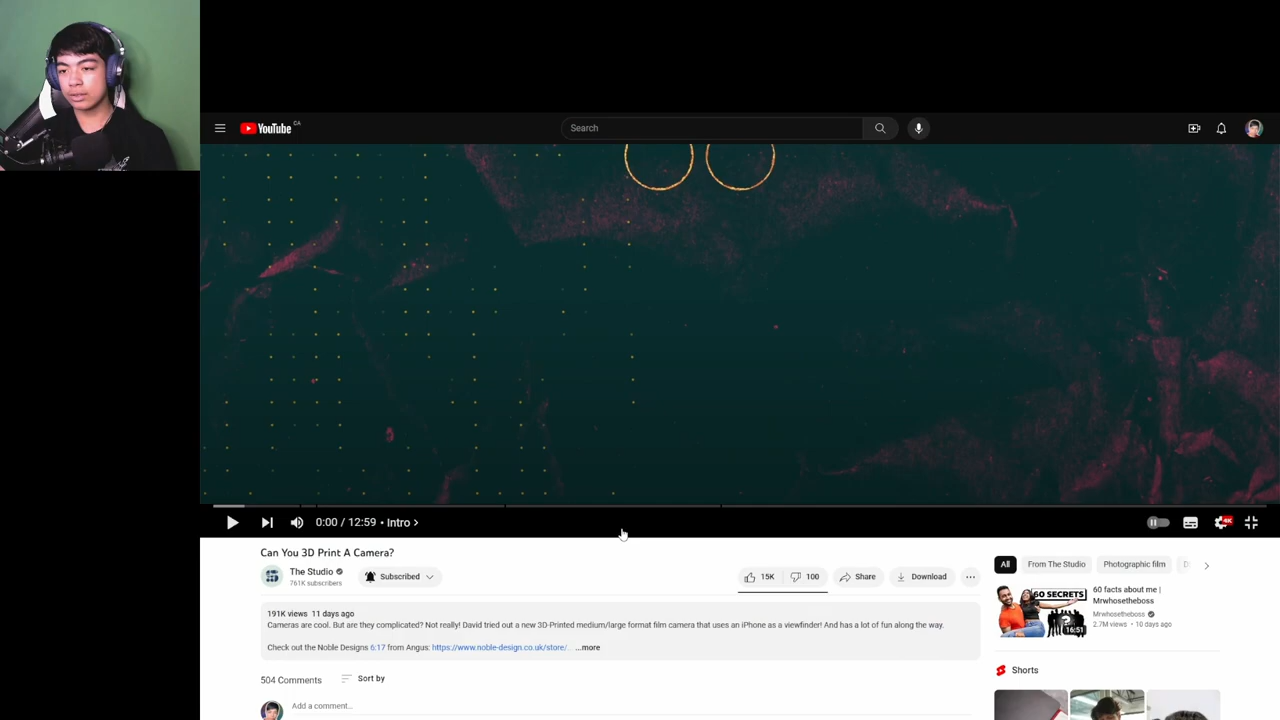 YouTube CA
Search
0:00 / 12:59 • Intro
4K
Can You 3D Print A Camera?
The Studio
761K subscribers
Subscribed
15K
100
Share
Download
...
191K views 11 days ago
Cameras are cool. But are they complicated? Not really! David tried out a new 3D-Printed medium/large format film camera that uses an iPhone as a viewfinder! And has a lot of fun along the way.
Check out the Noble Designs 6:17 from Angus: https://www.noble-design.co.uk/store/... ...more
504 Comments
Sort by
Add a comment...
All
From The Studio
Photographic film
D
60 SECRETS
16:51
60 facts about me |
Mrwhosetheboss
Mrwhosetheboss
2.7M views • 10 days ago
Shorts